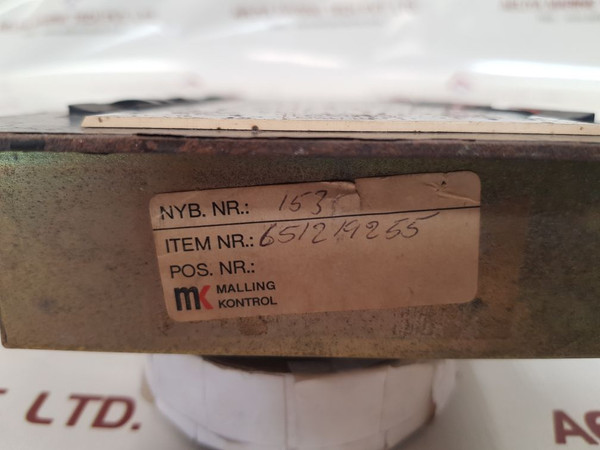 NYB. NR.: 153
ITEM NR.: 651219255
POS. NR.:
mk MALLING
KONTROL
LTD.